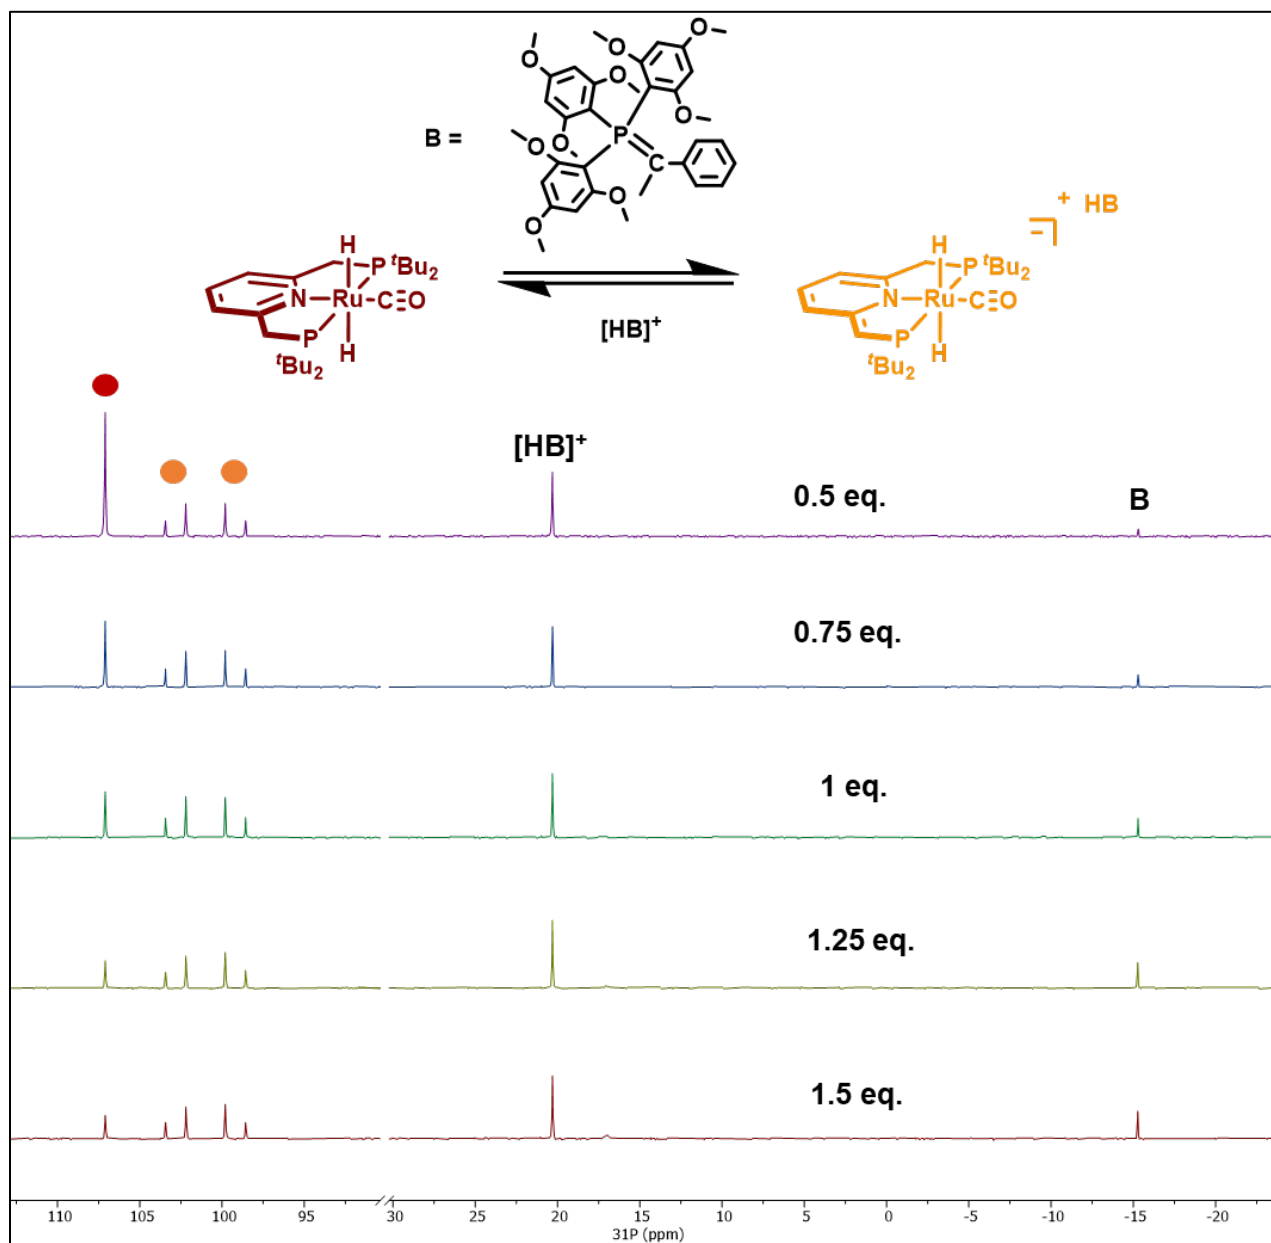 B =
O
O
O
O
O
O
O
O
O
P
C
H
P
tBu2
N
Ru
C≡O
P
tBu2
H
[HB]+
+
HB
−
H
P
tBu2
N
Ru
C≡O
P
tBu2
H
[HB]+
0.5 eq.
B
0.75 eq.
1 eq.
1.25 eq.
1.5 eq.
110 105 100 95 30 25 20 15 10 5 0 -5 -10 -15 -20
31P (ppm)